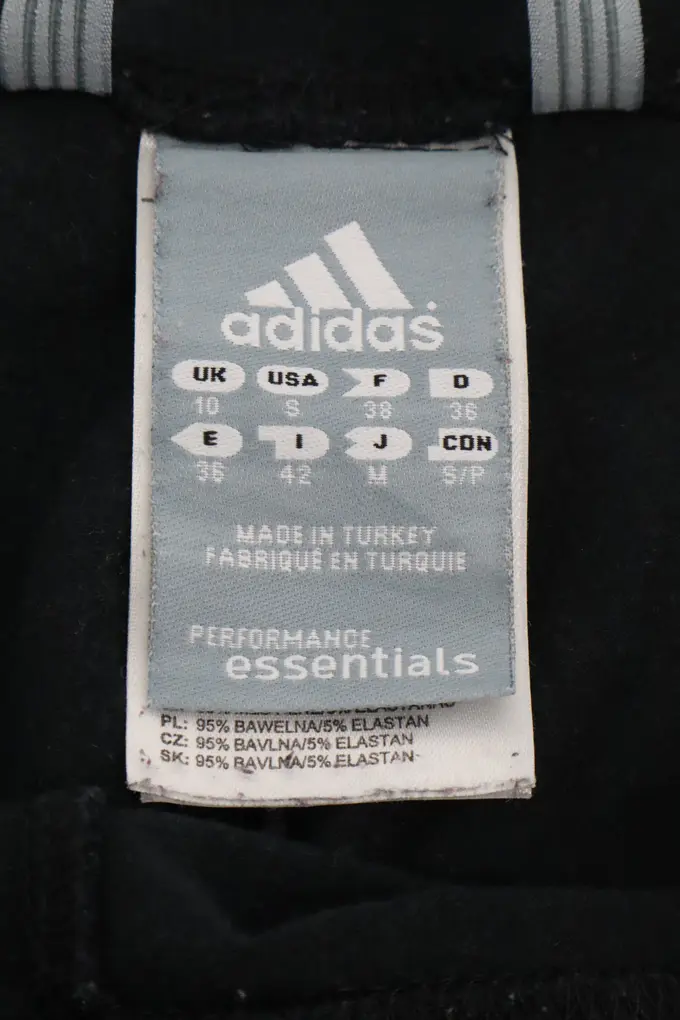 adidas
UK USA F D
10 S 38 36
E I J CDN
36 42 M S/P
MADE IN TURKEY
FABRIQUÉ EN TURQUIE
PERFORMANCE
essentials
PL: 95% BAWELNA/5% ELASTAN
CZ: 95% BAVLNA/5% ELASTAN
SK: 95% BAVLNA/5% ELASTAN